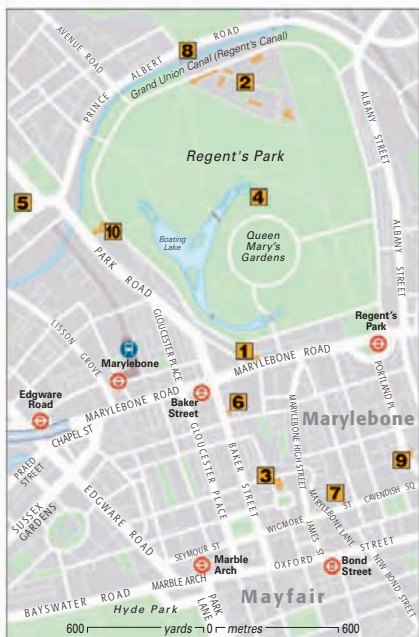 AVENUE ROAD
8
PRINCE ALBERT ROAD
Grand Union Canal (Regent's Canal)
2
ALBANY STREET
Regent's Park
5
4
10
Boating
Lake
Queen
Mary's
Gardens
ALBANY STREET
PARK ROAD
LISSON GROVE
GLOUCESTER PLACE
Marylebone
1
MARYLEBONE ROAD
Regent's
Park
Edgware
Road
MARYLEBONE ROAD
Baker
Street
6
PORTLAND PL
CHAPEL ST
MARYLEBONE HIGH STREET
Marylebone
PRAED
STREET
GLOUCESTER PLACE
BAKER STREET
3
9
7
SUSSEX
GARDENS
EDGWARE ROAD
MARYLEBONE LANE
CAVENDISH SQ
WIGMORE ST
JAMES ST
SEYMOUR ST
Marble
Arch
OXFORD STREET
Bond
Street
NEW BOND STREET
MARBLE ARCH
BAYSWATER ROAD
PARK
LANE
Hyde Park
Mayfair
600 yards 0 metres 600